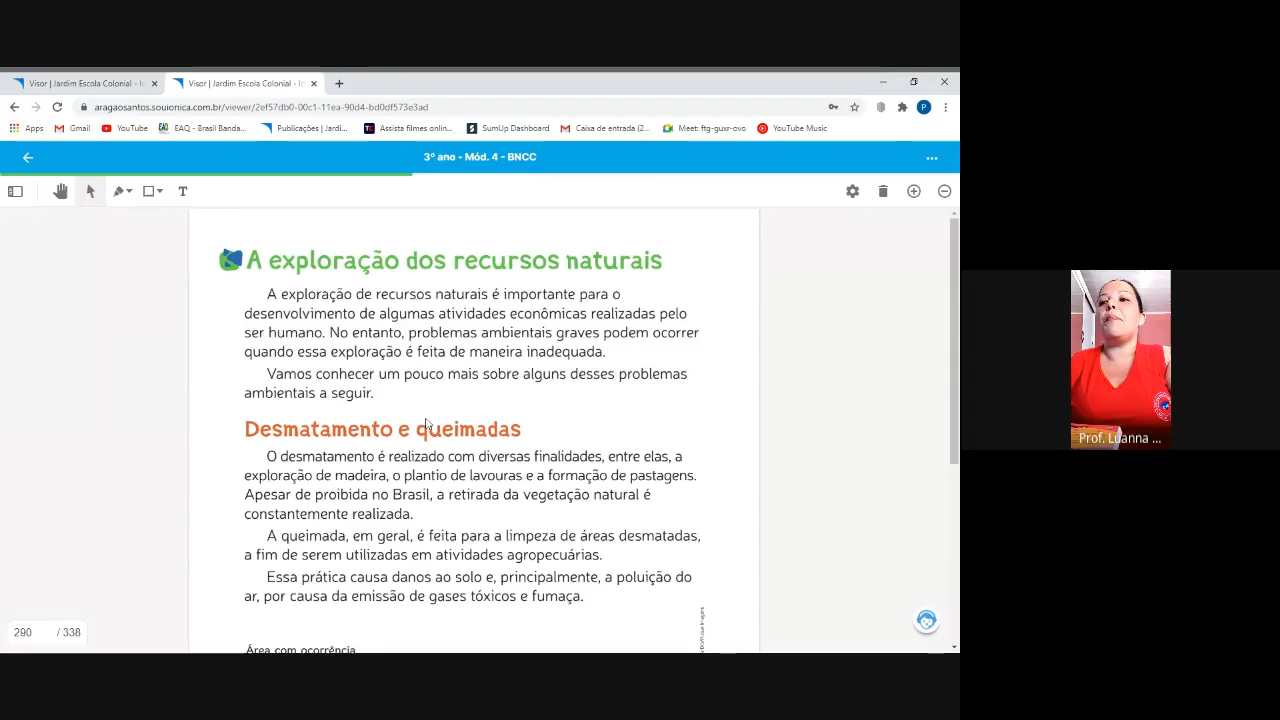 Visor | Jardim Escola Colonial - Io
Visor | Jardim Escola Colonial - Io
aragaosantos.souionica.com.br/viewer/2ef57db0-00c1-11ea-90d4-bd0df573e3ad
P
Apps
Gmail
YouTube
EAQ - Brasil Banda...
Publicações | Jardi...
Assista filmes onlin...
SumUp Dashboard
Caixa de entrada (2...
Meet: ftg-guxr-ovo
YouTube Music
3º ano - Mód. 4 - BNCC
T
A exploração dos recursos naturais
A exploração de recursos naturais é importante para o
desenvolvimento de algumas atividades econômicas realizadas pelo
ser humano. No entanto, problemas ambientais graves podem ocorrer
quando essa exploração é feita de maneira inadequada.
Vamos conhecer um pouco mais sobre alguns desses problemas
ambientais a seguir.
Desmatamento e queimadas
O desmatamento é realizado com diversas finalidades, entre elas, a
exploração de madeira, o plantio de lavouras e a formação de pastagens.
Apesar de proibida no Brasil, a retirada da vegetação natural é
constantemente realizada.
A queimada, em geral, é feita para a limpeza de áreas desmatadas,
a fim de serem utilizadas em atividades agropecuárias.
Essa prática causa danos ao solo e, principalmente, a poluição do
ar, por causa da emissão de gases tóxicos e fumaça.
Área com ocorrência
290 / 338
Prof. Luanna ...